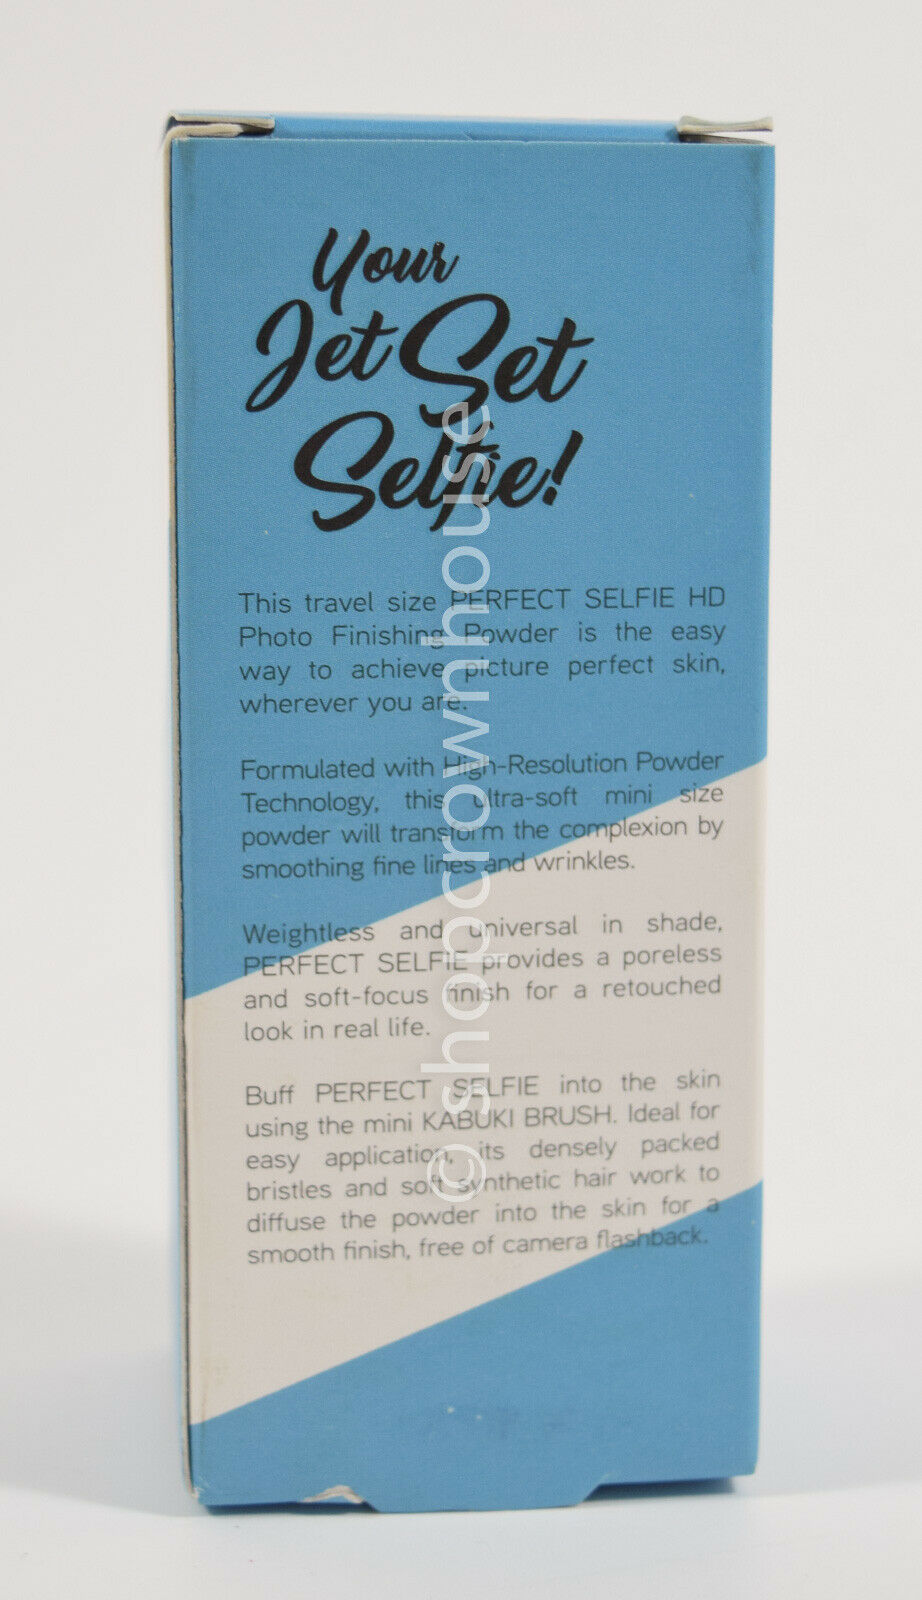 Your
Jet Set
Selfie!
This travel size PERFECT SELFIE HD
Photo Finishing Powder is the easy
way to achieve picture perfect skin,
wherever you are.
Formulated with High-Resolution Powder
Technology, this ultra-soft mini size
powder will transform the complexion by
smoothing fine lines and wrinkles.
Weightless and universal in shade,
PERFECT SELFIE provides a poreless
and soft-focus finish for a retouched
look in real life.
Buff PERFECT SELFIE into the skin
using the mini KABUKI BRUSH. Ideal for
easy application, its densely packed
bristles and soft synthetic hair work to
diffuse the powder into the skin for a
smooth finish, free of camera flashback.
© shopcrownhouse